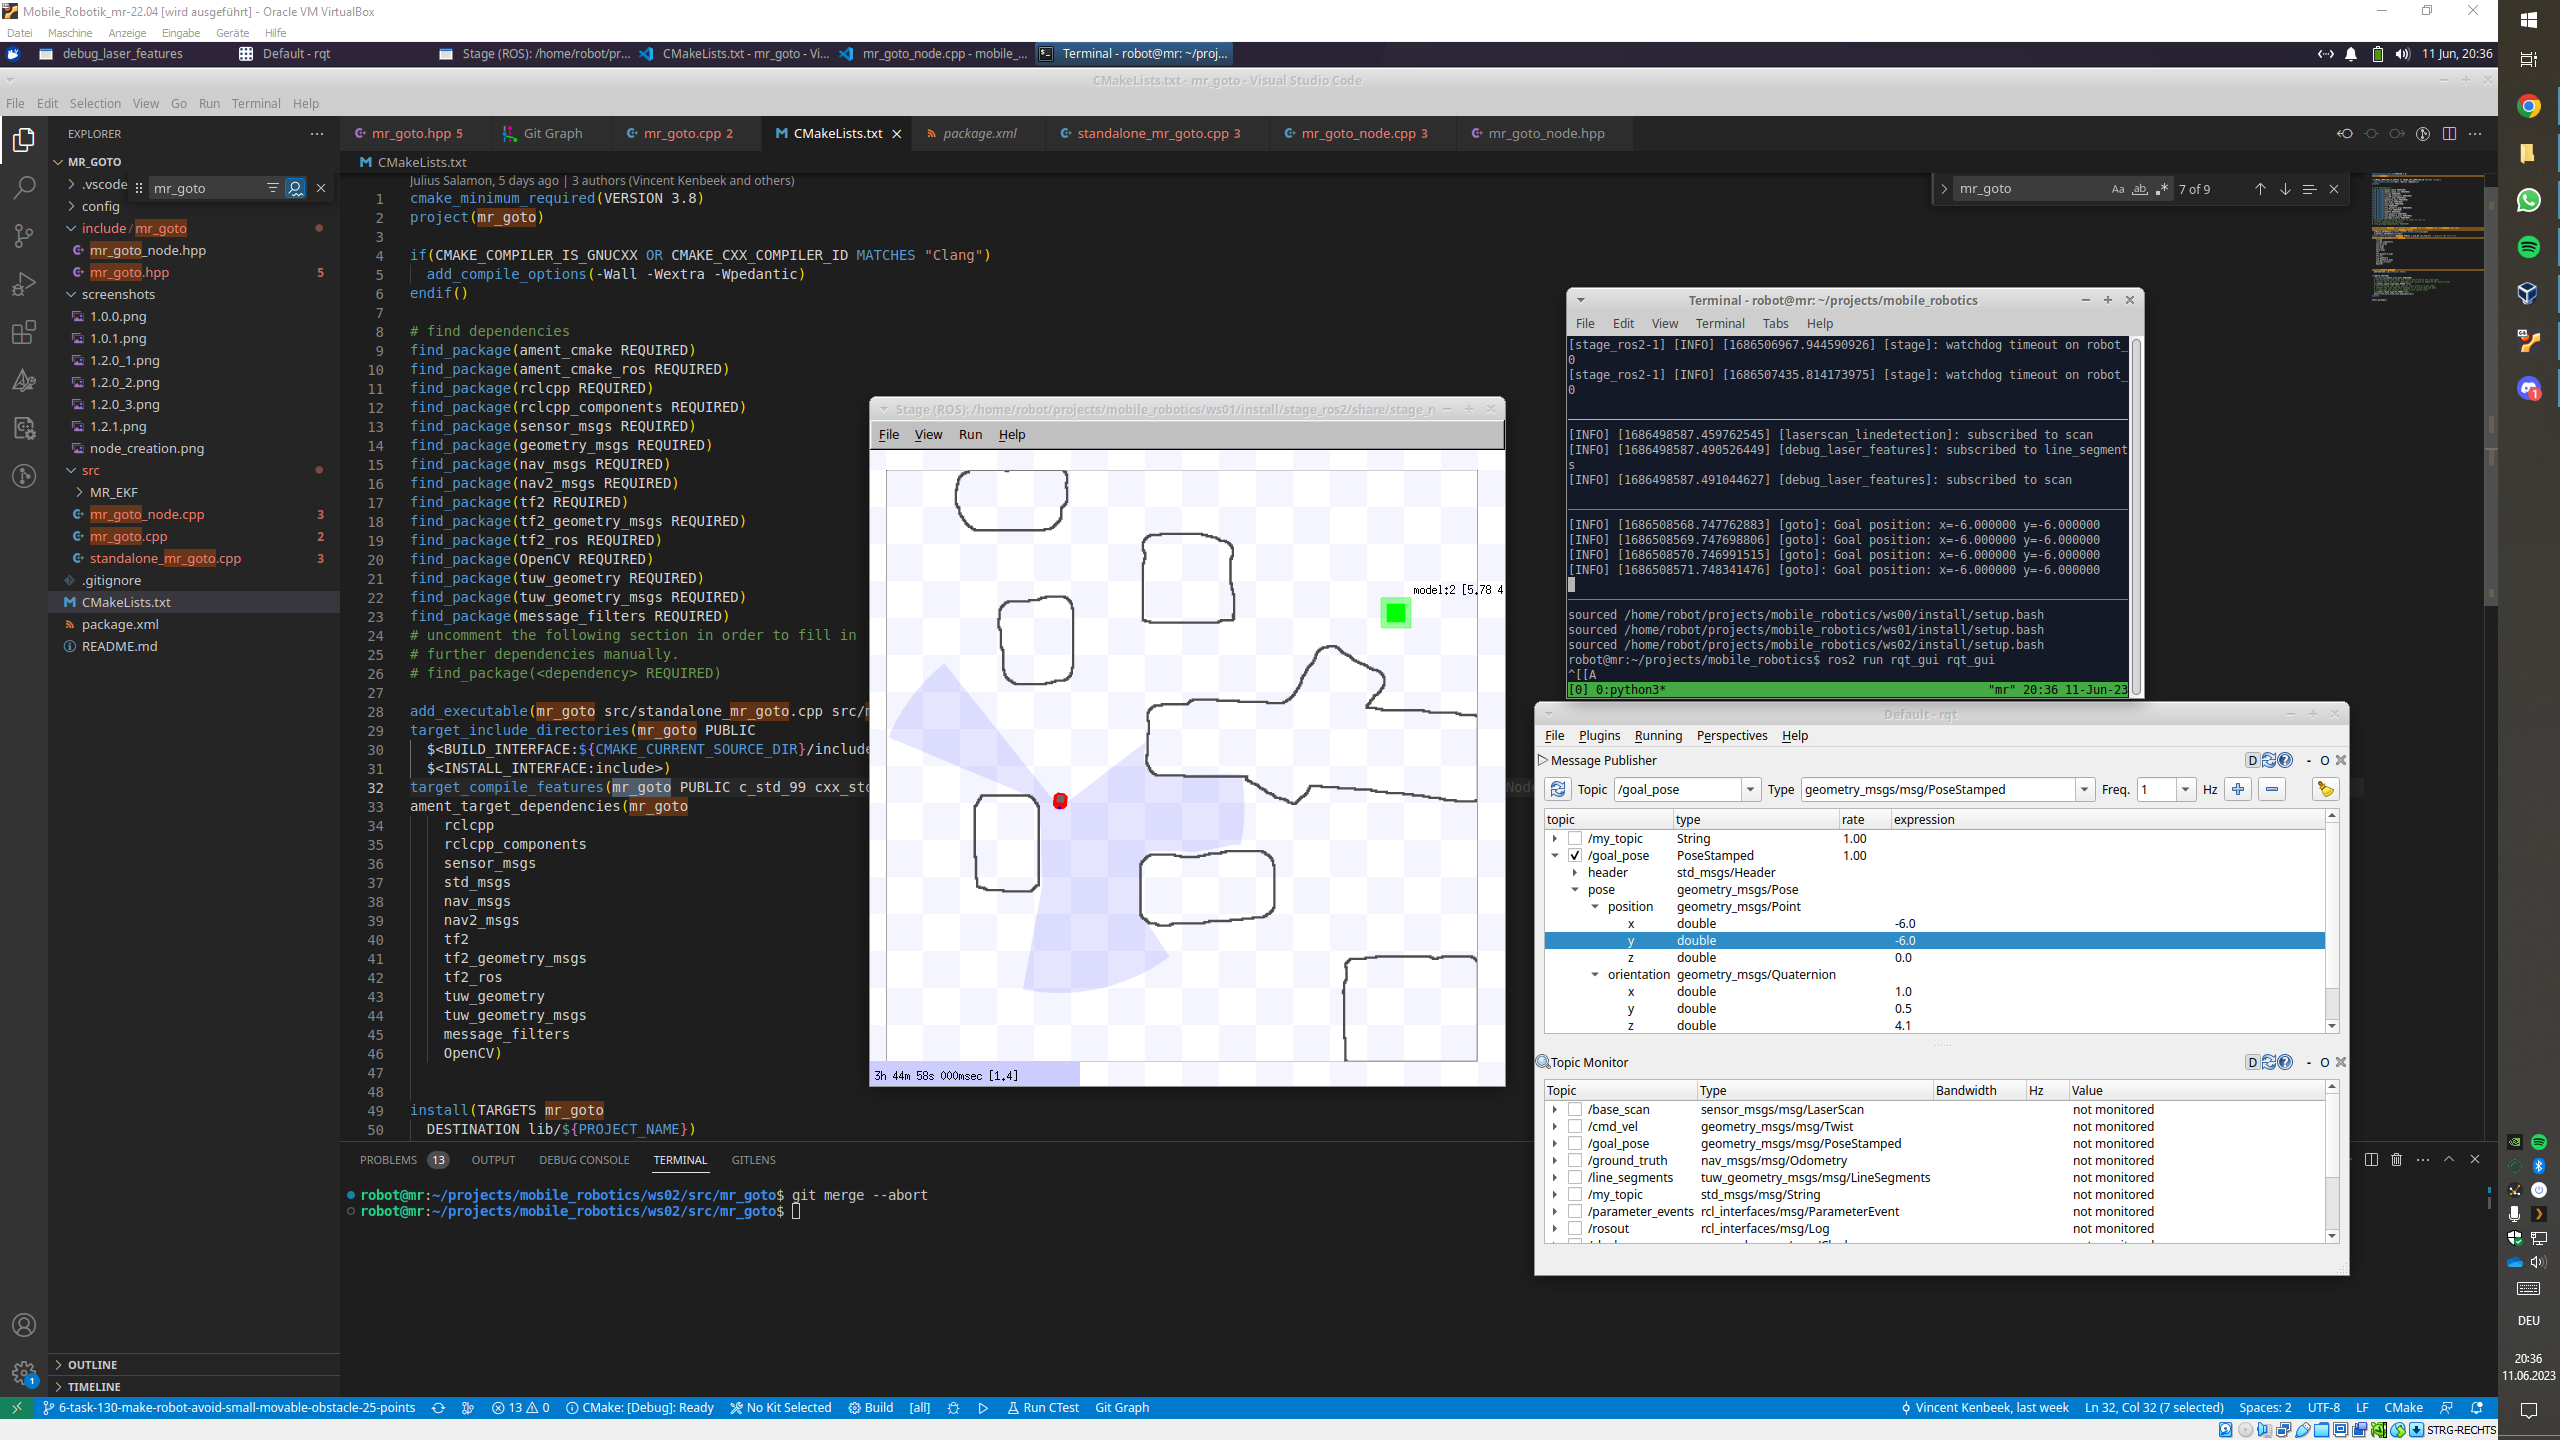 Mobile_Robotik_mr-22.04 [wird ausgeführt] - Oracle VM VirtualBox
Datei Maschine Anzeige Eingabe Geräte Hilfe
debug_laser_features Default - rqt Stage (ROS): /home/robot/pr... CMakeLists.txt - mr_goto - Vi... mr_goto_node.cpp - mobile_... Terminal - robot@mr: ~/proj... 11 Jun, 20:36
CMakeLists.txt - mr_goto - Visual Studio Code
File Edit Selection View Go Run Terminal Help
EXPLORER
MR_GOTO
.vscode
mr_goto
config
include / mr_goto
mr_goto_node.hpp
mr_goto.hpp 5
screenshots
1.0.0.png
1.0.1.png
1.2.0_1.png
1.2.0_2.png
1.2.0_3.png
1.2.1.png
node_creation.png
src
MR_EKF
mr_goto_node.cpp 3
mr_goto.cpp 2
standalone_mr_goto.cpp 3
.gitignore
CMakeLists.txt
package.xml
README.md
OUTLINE
TIMELINE
mr_goto.hpp 5 Git Graph mr_goto.cpp 2 CMakeLists.txt package.xml standalone_mr_goto.cpp 3 mr_goto_node.cpp 3 mr_goto_node.hpp
CMakeLists.txt
mr_goto Aa ab 7 of 9
Julius Salamon, 5 days ago | 3 authors (Vincent Kenbeek and others)
1 cmake_minimum_required(VERSION 3.8)
2 project(mr_goto)
3
4 if(CMAKE_COMPILER_IS_GNUCXX OR CMAKE_CXX_COMPILER_ID MATCHES "Clang")
5 add_compile_options(-Wall -Wextra -Wpedantic)
6 endif()
7
8 # find dependencies
9 find_package(ament_cmake REQUIRED)
10 find_package(ament_cmake_ros REQUIRED)
11 find_package(rclcpp REQUIRED)
12 find_package(rclcpp_components REQUIRED)
13 find_package(sensor_msgs REQUIRED)
14 find_package(geometry_msgs REQUIRED)
15 find_package(nav_msgs REQUIRED)
16 find_package(nav2_msgs REQUIRED)
17 find_package(tf2 REQUIRED)
18 find_package(tf2_geometry_msgs REQUIRED)
19 find_package(tf2_ros REQUIRED)
20 find_package(OpenCV REQUIRED)
21 find_package(tuw_geometry REQUIRED)
22 find_package(tuw_geometry_msgs REQUIRED)
23 find_package(message_filters REQUIRED)
24 # uncomment the following section in order to fill in
25 # further dependencies manually.
26 # find_package(<dependency> REQUIRED)
27
28 add_executable(mr_goto src/standalone_mr_goto.cpp src/
29 target_include_directories(mr_goto PUBLIC
30 $<BUILD_INTERFACE:${CMAKE_CURRENT_SOURCE_DIR}/include
31 $<INSTALL_INTERFACE:include>)
32 target_compile_features(mr_goto PUBLIC c_std_99 cxx_std
33 ament_target_dependencies(mr_goto
34 rclcpp
35 rclcpp_components
36 sensor_msgs
37 std_msgs
38 nav_msgs
39 nav2_msgs
40 tf2
41 tf2_geometry_msgs
42 tf2_ros
43 tuw_geometry
44 tuw_geometry_msgs
45 message_filters
46 OpenCV)
47
48
49 install(TARGETS mr_goto
50 DESTINATION lib/${PROJECT_NAME})
PROBLEMS 13 OUTPUT DEBUG CONSOLE TERMINAL GITLENS
robot@mr:~/projects/mobile_robotics/ws02/src/mr_goto$ git merge --abort
robot@mr:~/projects/mobile_robotics/ws02/src/mr_goto$
Stage (ROS): /home/robot/projects/mobile_robotics/ws01/install/stage_ros2/share/stage_r
File View Run Help
model:2 [5.78 4
3h 44m 58s 000msec [1.4]
Terminal - robot@mr: ~/projects/mobile_robotics
File Edit View Terminal Tabs Help
[stage_ros2-1] [INFO] [1686506967.944590926] [stage]: watchdog timeout on robot_
0
[stage_ros2-1] [INFO] [1686507435.814173975] [stage]: watchdog timeout on robot_
0
[INFO] [1686498587.459762545] [laserscan_linedetection]: subscribed to scan
[INFO] [1686498587.490526449] [debug_laser_features]: subscribed to line_segment
s
[INFO] [1686498587.491044627] [debug_laser_features]: subscribed to scan
[INFO] [1686508568.747762883] [goto]: Goal position: x=-6.000000 y=-6.000000
[INFO] [1686508569.747698806] [goto]: Goal position: x=-6.000000 y=-6.000000
[INFO] [1686508570.746991515] [goto]: Goal position: x=-6.000000 y=-6.000000
[INFO] [1686508571.748341476] [goto]: Goal position: x=-6.000000 y=-6.000000
sourced /home/robot/projects/mobile_robotics/ws00/install/setup.bash
sourced /home/robot/projects/mobile_robotics/ws01/install/setup.bash
sourced /home/robot/projects/mobile_robotics/ws02/install/setup.bash
robot@mr:~/projects/mobile_robotics$ ros2 run rqt_gui rqt_gui
^[[A
[0] 0:python3* "mr" 20:36 11-Jun-23
Default - rqt
File Plugins Running Perspectives Help
Message Publisher D - O
Topic /goal_pose Type geometry_msgs/msg/PoseStamped Freq. 1 Hz
topic type rate expression
/my_topic String 1.00
/goal_pose PoseStamped 1.00
header std_msgs/Header
pose geometry_msgs/Pose
position geometry_msgs/Point
x double -6.0
y double -6.0
z double 0.0
orientation geometry_msgs/Quaternion
x double 1.0
y double 0.5
z double 4.1
Topic Monitor D - O
Topic Type Bandwidth Hz Value
/base_scan sensor_msgs/msg/LaserScan not monitored
/cmd_vel geometry_msgs/msg/Twist not monitored
/goal_pose geometry_msgs/msg/PoseStamped not monitored
/ground_truth nav_msgs/msg/Odometry not monitored
/line_segments tuw_geometry_msgs/msg/LineSegments not monitored
/my_topic std_msgs/msg/String not monitored
/parameter_events rcl_interfaces/msg/ParameterEvent not monitored
/rosout rcl_interfaces/msg/Log not monitored
6-task-130-make-robot-avoid-small-movable-obstacle-25-points 13 0 CMake: [Debug]: Ready No Kit Selected Build [all] Run CTest Git Graph Vincent Kenbeek, last week Ln 32, Col 32 (7 selected) Spaces: 2 UTF-8 LF CMake
STRG-RECHTS
DEU
20:36
11.06.2023